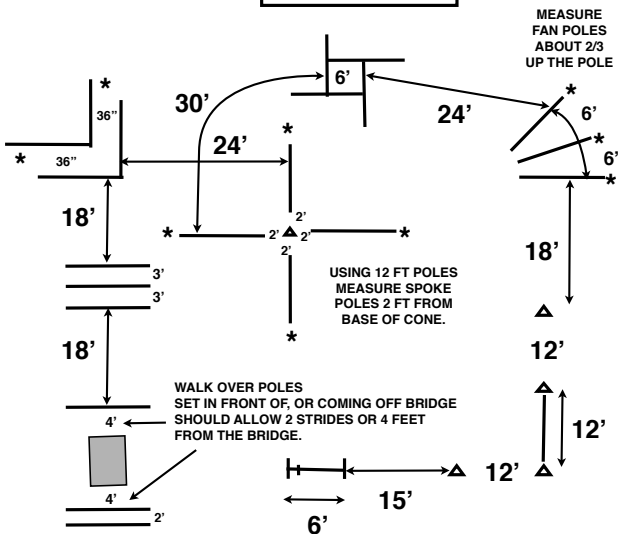 MEASURE
FAN POLES
ABOUT 2/3
UP THE POLE
*
36”
*
36”
30’
6’
24’
*
6’
*
6’
*
24’
*
18’
2’
*
2’
2’
*
2’
18’
3’
3’
USING 12 FT POLES
MEASURE SPOKE
POLES 2 FT FROM
BASE OF CONE.
*
18’
12’
WALK OVER POLES
SET IN FRONT OF, OR COMING OFF BRIDGE
SHOULD ALLOW 2 STRIDES OR 4 FEET
FROM THE BRIDGE.
4’
12’
4’
2’
6’
15’
12’